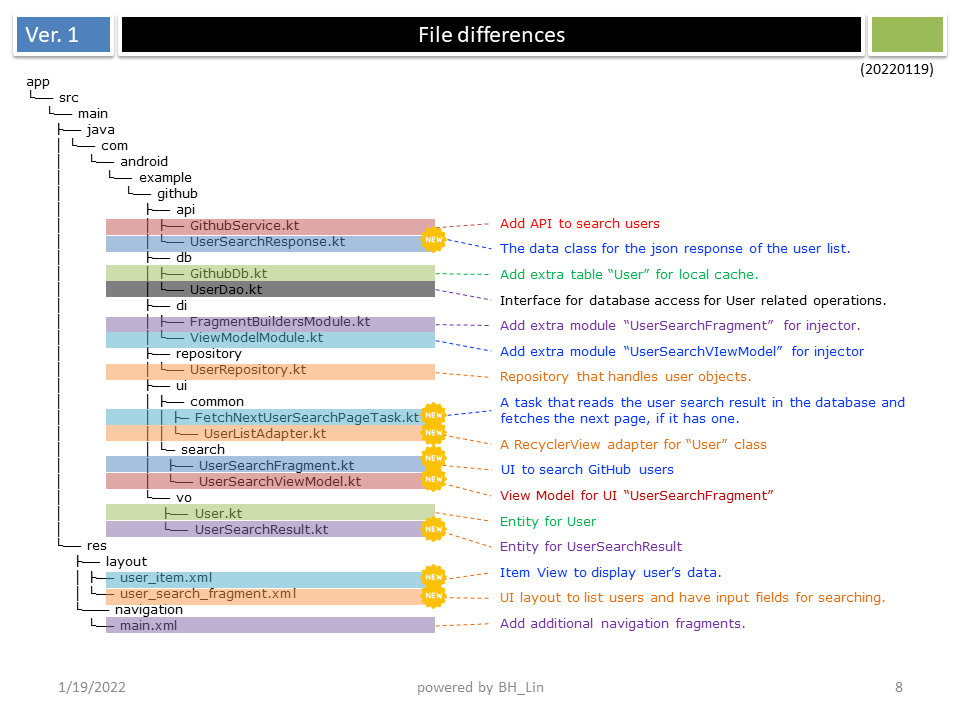 Ver. 1
File differences
(20220119)
app
src
main
java
com
android
example
github
api
GithubService.kt
Add API to search users
UserSearchResponse.kt
NEW
The data class for the json response of the user list.
db
GithubDb.kt
Add extra table “User” for local cache.
UserDao.kt
Interface for database access for User related operations.
di
FragmentBuildersModule.kt
Add extra module “UserSearchFragment” for injector.
ViewModelModule.kt
Add extra module “UserSearchVIewModel” for injector
repository
UserRepository.kt
Repository that handles user objects.
ui
common
FetchNextUserSearchPageTask.kt
NEW
A task that reads the user search result in the database and
fetches the next page, if it has one.
UserListAdapter.kt
NEW
A RecyclerView adapter for “User” class
search
UserSearchFragment.kt
NEW
UI to search GitHub users
UserSearchViewModel.kt
NEW
View Model for UI “UserSearchFragment”
vo
User.kt
Entity for User
UserSearchResult.kt
NEW
Entity for UserSearchResult
res
layout
user_item.xml
NEW
Item View to display user’s data.
user_search_fragment.xml
NEW
UI layout to list users and have input fields for searching.
navigation
main.xml
Add additional navigation fragments.
1/19/2022
powered by BH_Lin
8